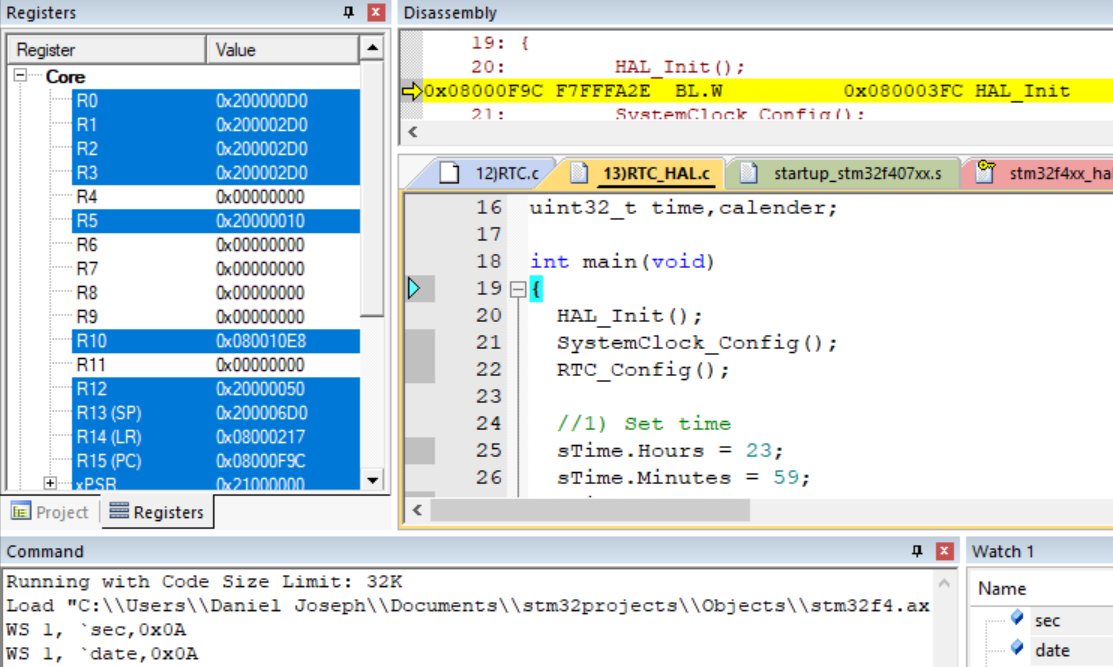 Registers
Register Value
Core
R0 0x200000D0
R1 0x200002D0
R2 0x200002D0
R3 0x200002D0
R4 0x00000000
R5 0x20000010
R6 0x00000000
R7 0x00000000
R8 0x00000000
R9 0x00000000
R10 0x080010E8
R11 0x00000000
R12 0x20000050
R13 (SP) 0x200006D0
R14 (LR) 0x08000217
R15 (PC) 0x08000F9C
xPSR 0x21000000
Project Registers
Disassembly
19: {
20: HAL_Init();
0x08000F9C F7FFFA2E BL.W 0x080003FC HAL_Init
21: SystemClock_Config();
12)RTC.c 13)RTC_HAL.c startup_stm32f407xx.s stm32f4xx_hal
16 uint32_t time,calender;
17
18 int main(void)
19 {
20 HAL_Init();
21 SystemClock_Config();
22 RTC_Config();
23
24 //1) Set time
25 sTime.Hours = 23;
26 sTime.Minutes = 59;
Command
Running with Code Size Limit: 32K
Load "C:\\Users\\Daniel Joseph\\Documents\\stm32projects\\Objects\\stm32f4.ax
WS 1, `sec,0x0A
WS 1, `date,0x0A
Watch 1
Name
sec
date